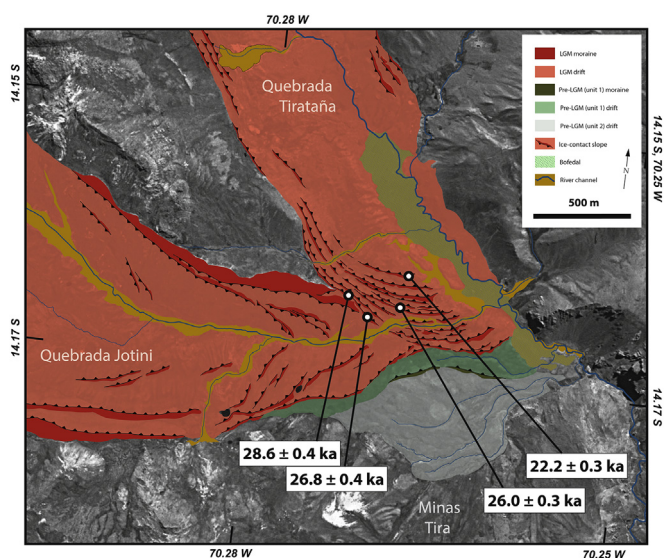 70.28 W
14.15 S
Quebrada
Tirataña
LGM moraine
LGM drift
Pre-LGM (unit 1) moraine
Pre-LGM (unit 1) drift
Pre-LGM (unit 2) drift
Ice-contact slope
Bofedal
River channel
N
500 m
14.15 S, 70.25 W
14.17 S
Quebrada Jotini
14.17 S
28.6 ± 0.4 ka
26.8 ± 0.4 ka
22.2 ± 0.3 ka
26.0 ± 0.3 ka
Minas
Tira
70.28 W
70.25 W